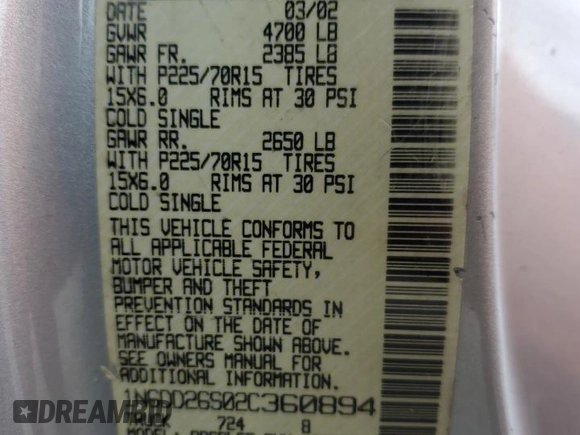 DATE 03/02
GVWR 4700 LB
GAWR FR. 2385 LB
WITH P225/70R15 TIRES
15X6.0 RIMS AT 30 PSI
COLD SINGLE
GAWR RR. 2650 LB
WITH P225/70R15 TIRES
15X6.0 RIMS AT 30 PSI
COLD SINGLE
THIS VEHICLE CONFORMS TO
ALL APPLICABLE FEDERAL
MOTOR VEHICLE SAFETY,
BUMPER AND THEFT
PREVENTION STANDARDS IN
EFFECT ON THE DATE OF
MANUFACTURE SHOWN ABOVE.
SEE OWNERS MANUAL FOR
ADDITIONAL INFORMATION
1N6DD26S02C360894
TRUCK 724 8
DREAMBID
DREAMBID